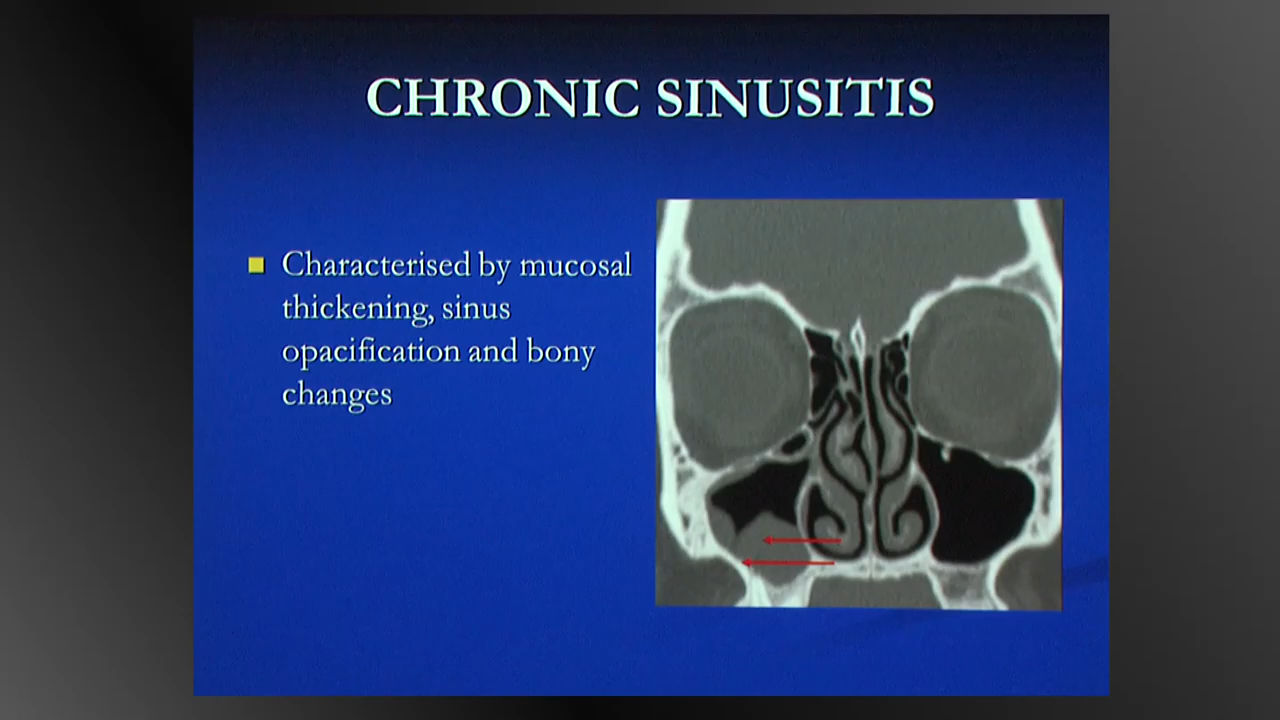 CHRONIC SINUSITIS
Characterised by mucosal
thickening, sinus
opacification and bony
changes